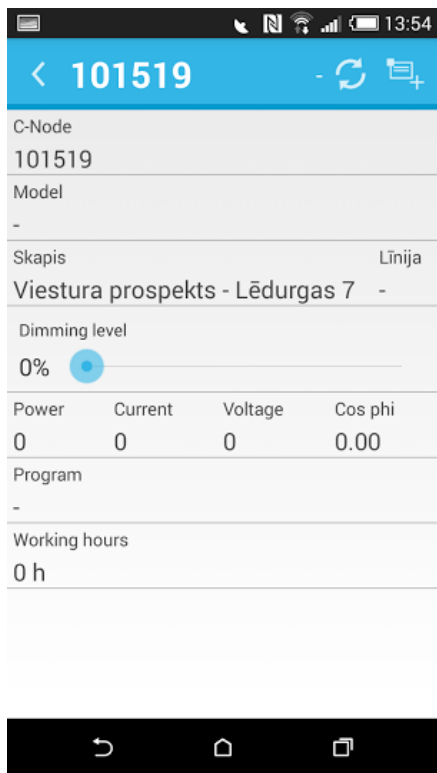 13:54
101519 -
C-Node
101519
Model
-
Skapis Līnija
Viestura prospekts - Lēdurgas 7 -
Dimming level
0%
Power Current Voltage Cos phi
0 0 0 0.00
Program
-
Working hours
0 h